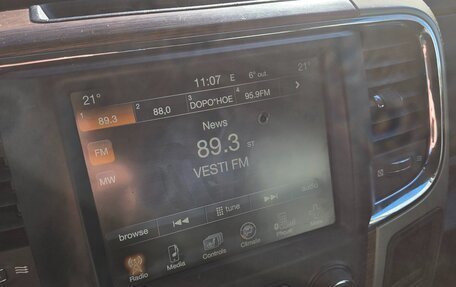 11:07 E 6° out.
21° 21°
1 89.3 2 88,0 3 DOPO*HOE 4 95.9FM >
News
FM 89.3 ST
MW VESTI FM
browse tune audio
Radio Media Controls Climate Phone More